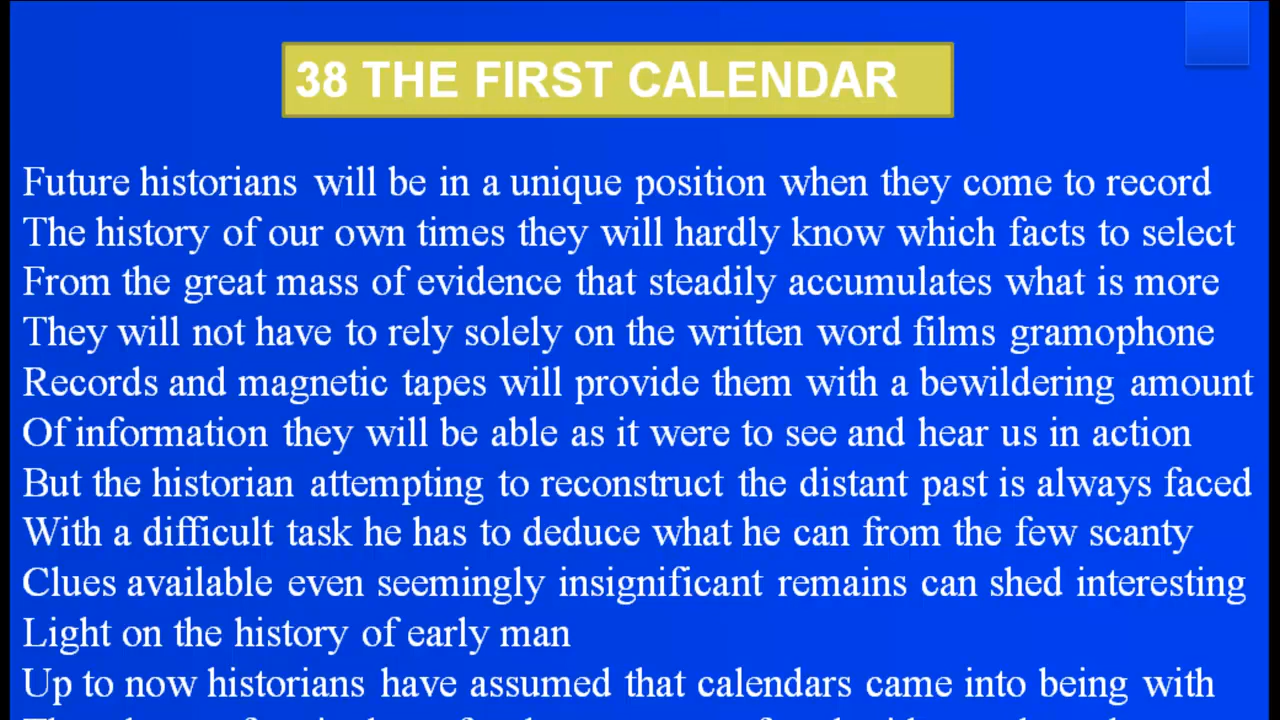 38 THE FIRST CALENDAR
Future historians will be in a unique position when they come to record
The history of our own times they will hardly know which facts to select
From the great mass of evidence that steadily accumulates what is more
They will not have to rely solely on the written word films gramophone
Records and magnetic tapes will provide them with a bewildering amount
Of information they will be able as it were to see and hear us in action
But the historian attempting to reconstruct the distant past is always faced
With a difficult task he has to deduce what he can from the few scanty
Clues available even seemingly insignificant remains can shed interesting
Light on the history of early man
Up to now historians have assumed that calendars came into being with